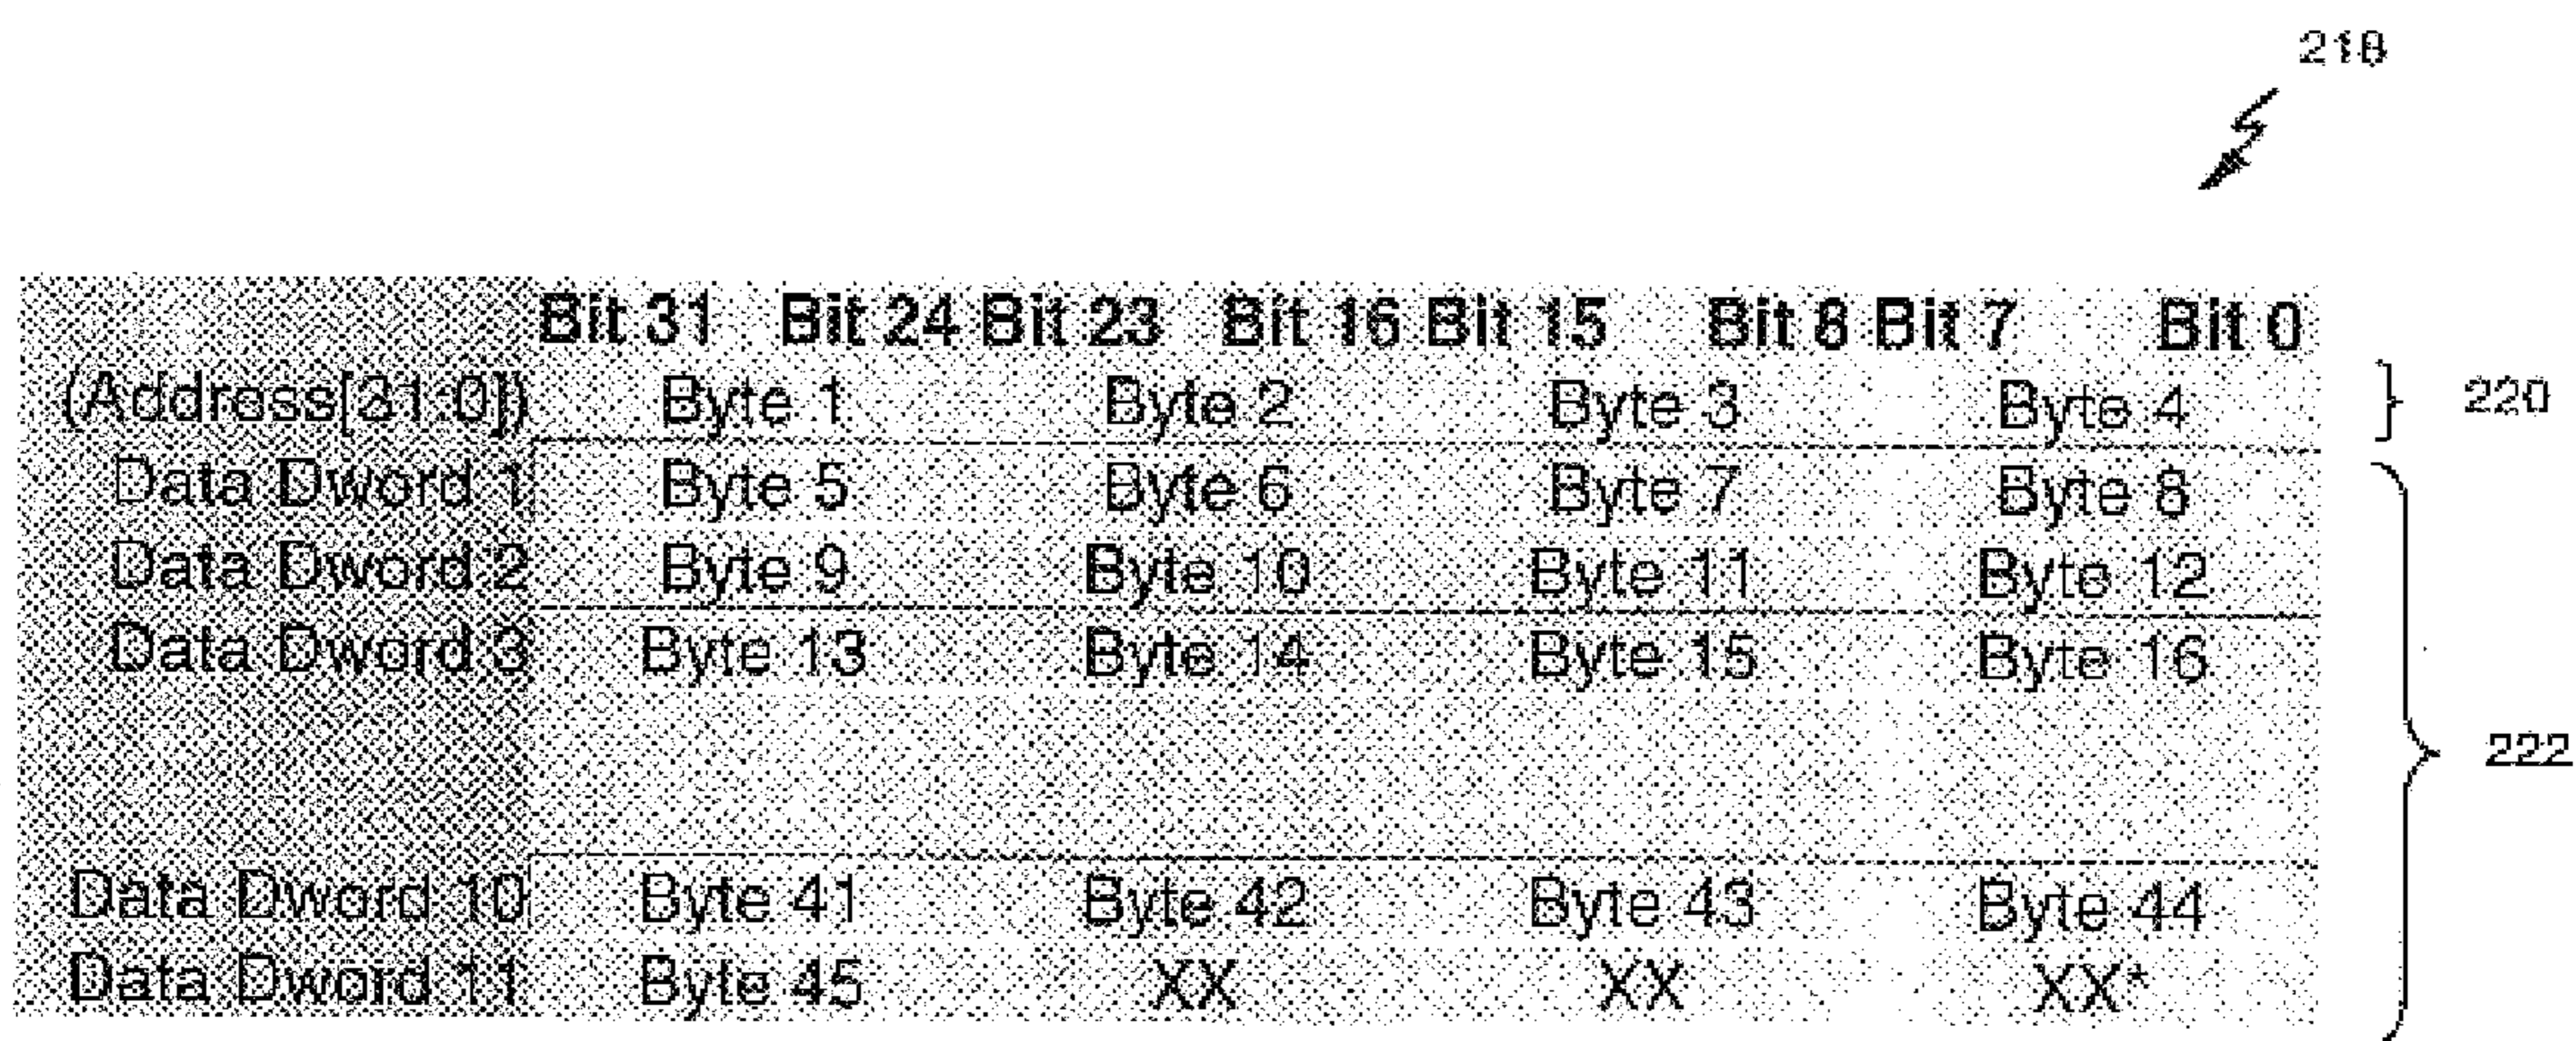 218
Bit 31 Bit 24 Bit 23 Bit 16 Bit 15 Bit 8 Bit 7 Bit 0
(Address[31:0]) Byte 1 Byte 2 Byte 3 Byte 4 220
Data Dword 1 Byte 5 Byte 6 Byte 7 Byte 8
Data Dword 2 Byte 9 Byte 10 Byte 11 Byte 12
Data Dword 3 Byte 13 Byte 14 Byte 15 Byte 16
222
Data Dword 10 Byte 41 Byte 42 Byte 43 Byte 44
Data Dword 11 Byte 45 XX XX XX*